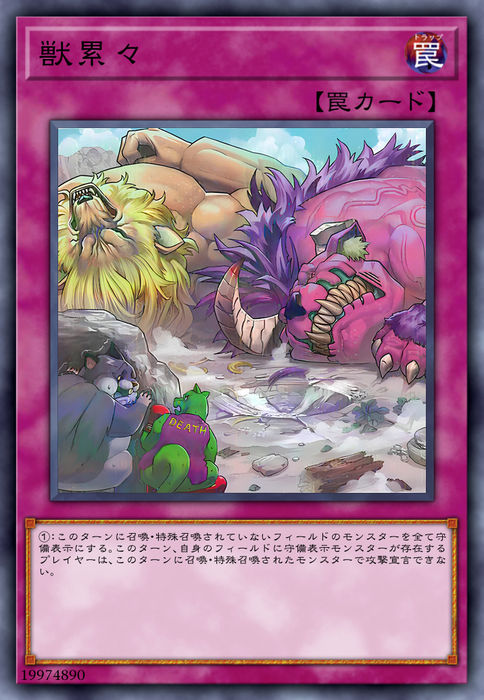 獣累々
トラップ
罠
【罠カード】
DEATH
①：このターンに召喚・特殊召喚されていないフィールドのモンスターを全て守
備表示にする。このターン、自身のフィールドに守備表示モンスターが存在する
プレイヤーは、このターンに召喚・特殊召喚されたモンスターで攻撃宣言できな
い。
19974890